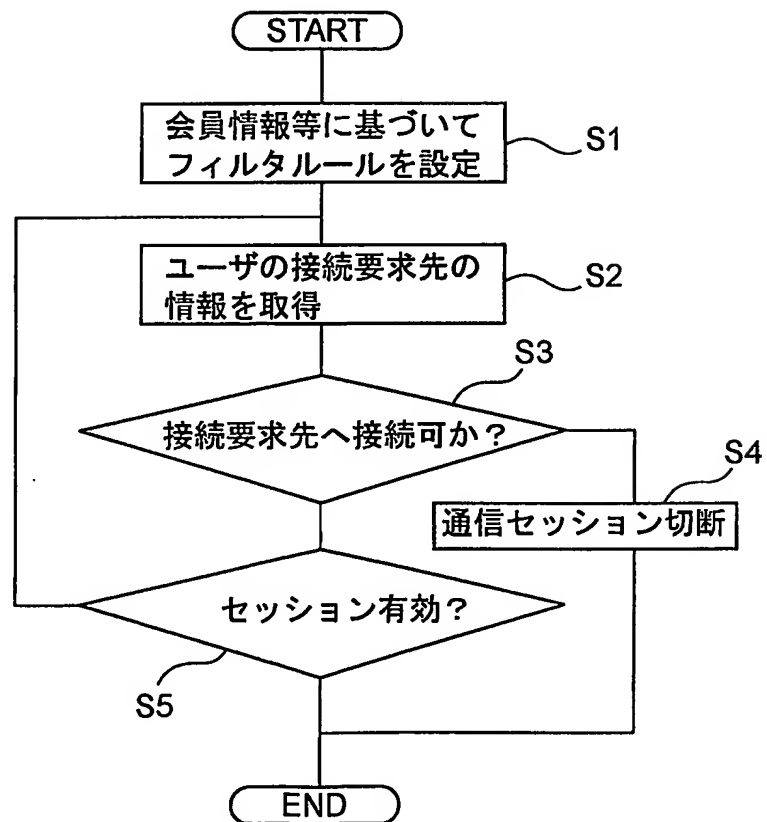 START
会員情報等に基づいて
フィルタルールを設定
S1
ユーザの接続要求先の
情報を取得
S2
S3
接続要求先へ接続可か？
S4
通信セッション切断
セッション有効？
S5
END